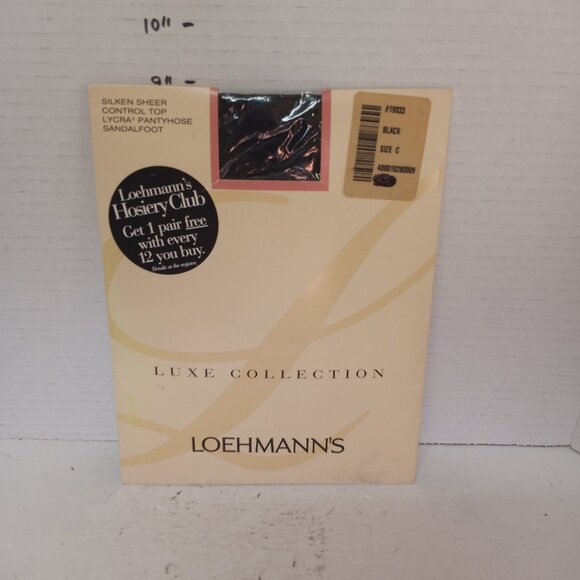 10" -
9" -
SILKEN SHEER
CONTROL TOP
LYCRA® PANTYHOSE
SANDALFOOT
#19033
BLACK
SIZE C
488010280009
Loehmann's
Hosiery Club
Get 1 pair free
with every
12 you buy.
Details at the register.
LUXE COLLECTION
LOEHMANN'S